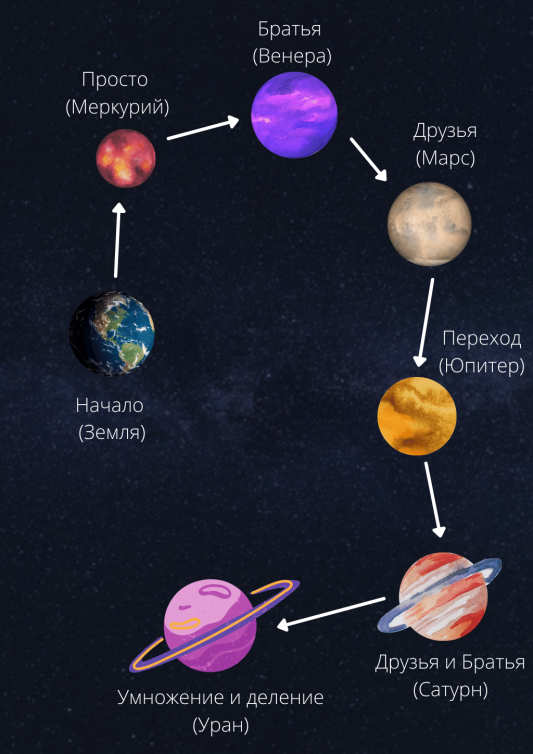 Начало
(Земля)
Просто
(Меркурий)
Братья
(Венера)
Друзья
(Марс)
Переход
(Юпитер)
Друзья и Братья
(Сатурн)
Умножение и деление
(Уран)